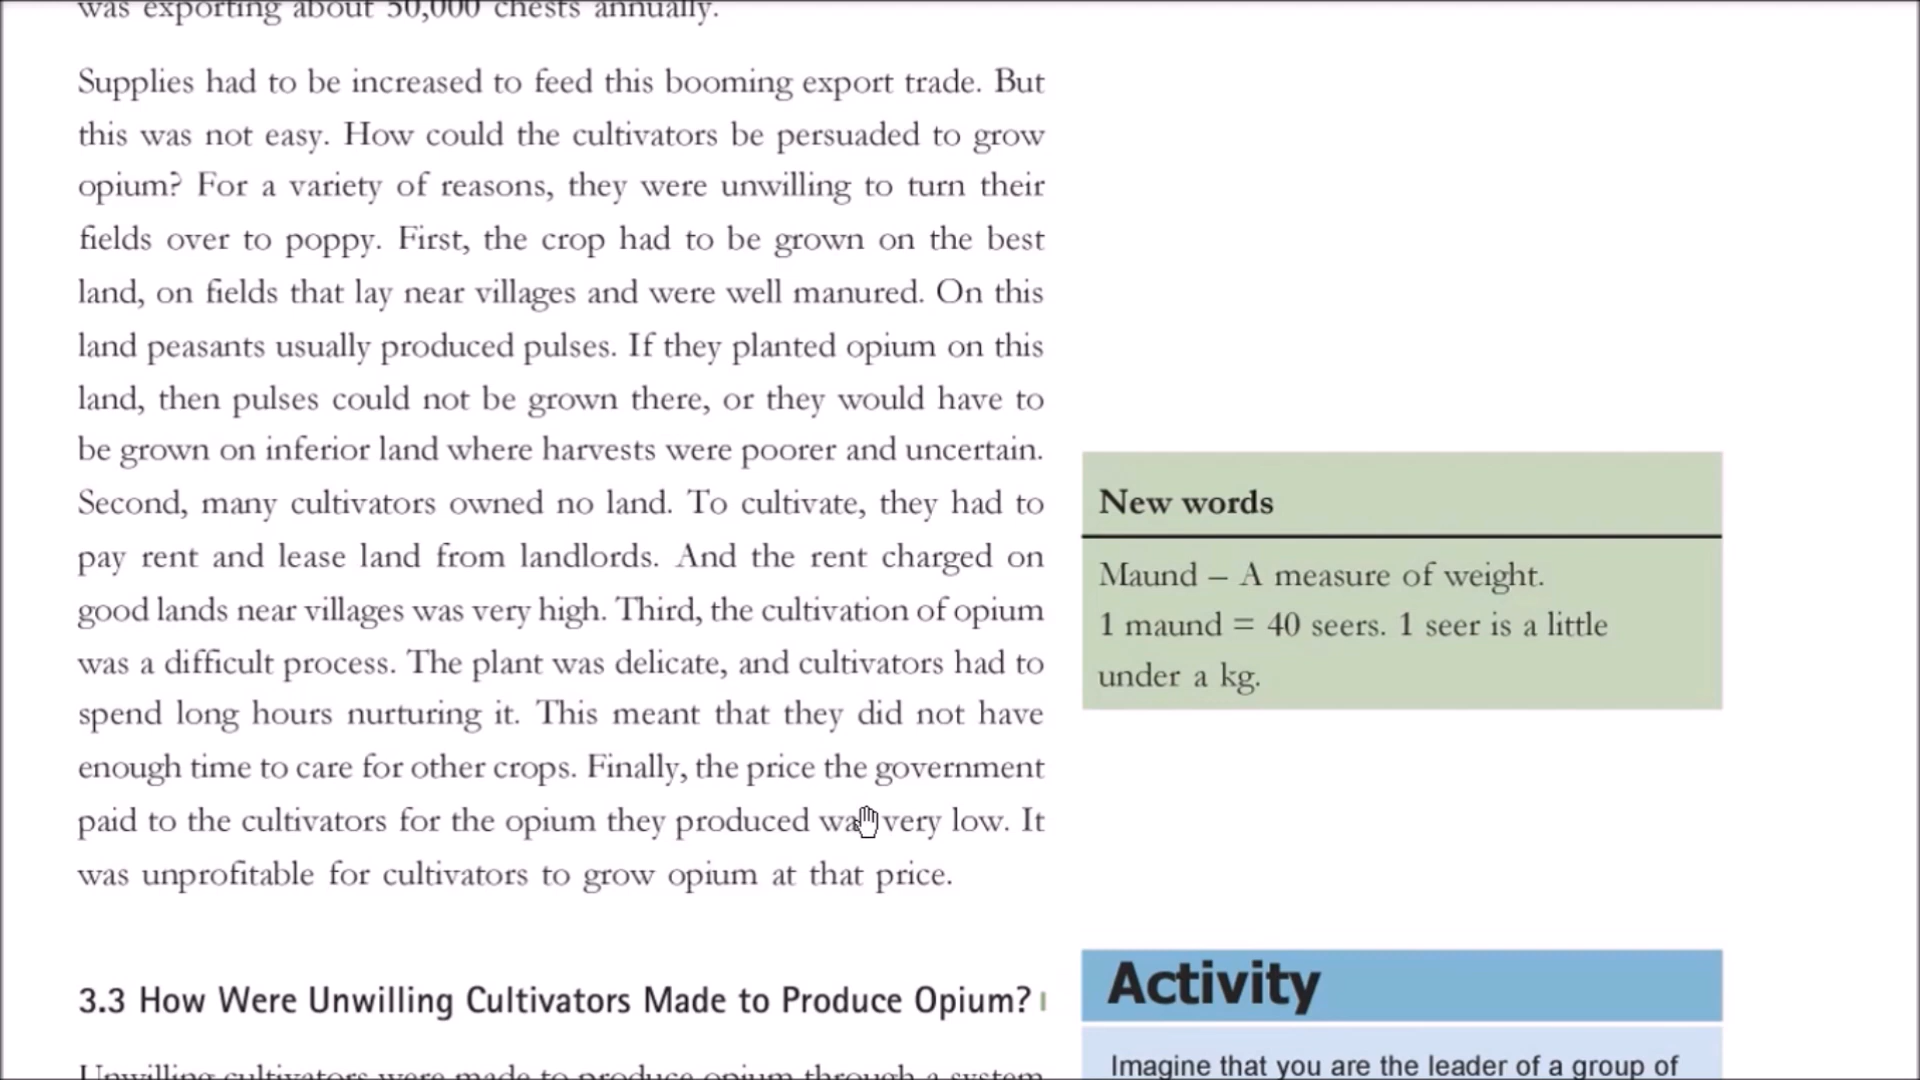 was exporting about 50,000 chests annually.
Supplies had to be increased to feed this booming export trade. But
this was not easy. How could the cultivators be persuaded to grow
opium? For a variety of reasons, they were unwilling to turn their
fields over to poppy. First, the crop had to be grown on the best
land, on fields that lay near villages and were well manured. On this
land peasants usually produced pulses. If they planted opium on this
land, then pulses could not be grown there, or they would have to
be grown on inferior land where harvests were poorer and uncertain.
Second, many cultivators owned no land. To cultivate, they had to
pay rent and lease land from landlords. And the rent charged on
good lands near villages was very high. Third, the cultivation of opium
was a difficult process. The plant was delicate, and cultivators had to
spend long hours nurturing it. This meant that they did not have
enough time to care for other crops. Finally, the price the government
paid to the cultivators for the opium they produced was very low. It
was unprofitable for cultivators to grow opium at that price.
3.3 How Were Unwilling Cultivators Made to Produce Opium?
Unwilling cultivators were made to produce opium through a system
New words
Maund – A measure of weight.
1 maund = 40 seers. 1 seer is a little
under a kg.
Activity
Imagine that you are the leader of a group of